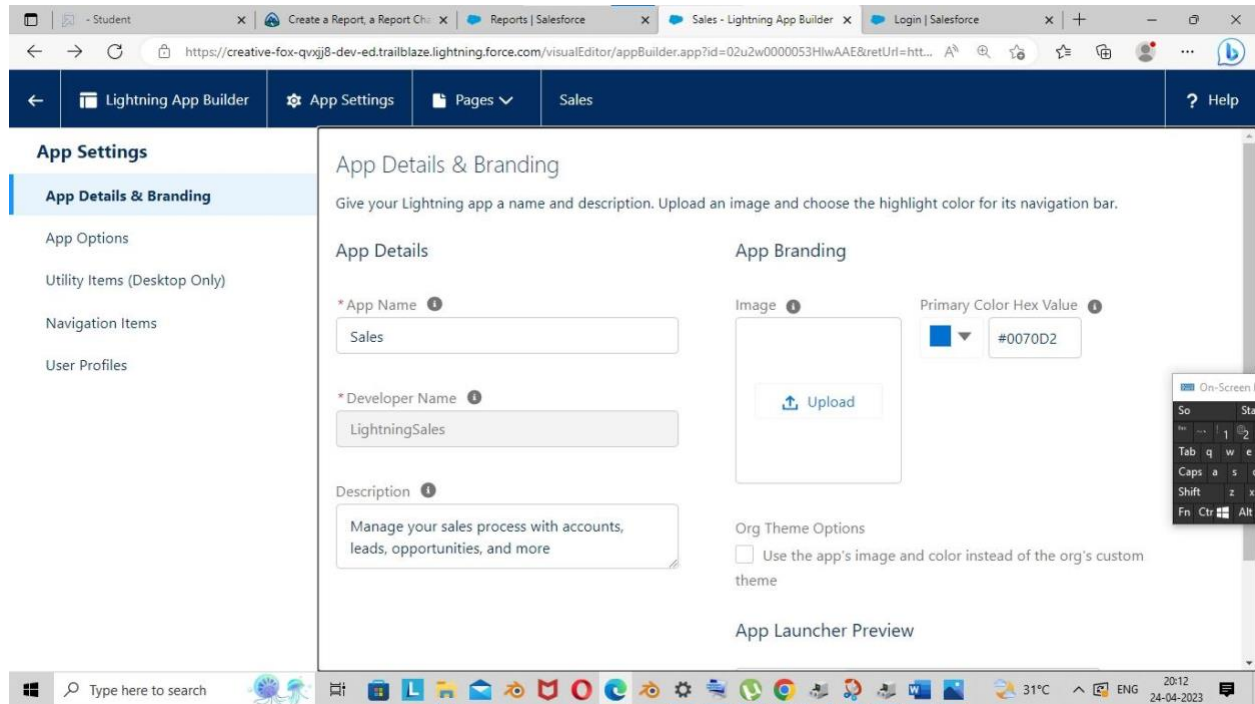 - Student
Create a Report, a Report Cha
Reports | Salesforce
Sales - Lightning App Builder
Login | Salesforce
https://creative-fox-qvxjj8-dev-ed.trailblaze.lightning.force.com/visualEditor/appBuilder.app?id=02u2w0000053HlwAAE&retUrl=htt...
Lightning App Builder
App Settings
Pages
Sales
? Help
App Settings
App Details & Branding
App Options
Utility Items (Desktop Only)
Navigation Items
User Profiles
App Details & Branding
Give your Lightning app a name and description. Upload an image and choose the highlight color for its navigation bar.
App Details
App Branding
*App Name
Sales
*Developer Name
LightningSales
Description
Manage your sales process with accounts,
leads, opportunities, and more
Image
Upload
Primary Color Hex Value
#0070D2
Org Theme Options
Use the app's image and color instead of the org's custom
theme
App Launcher Preview
On-Screen
So Sta
1 2
Tab q w e
Caps a s
Shift z x
Fn Ctr Alt
Type here to search
31°C
ENG
20:12
24-04-2023